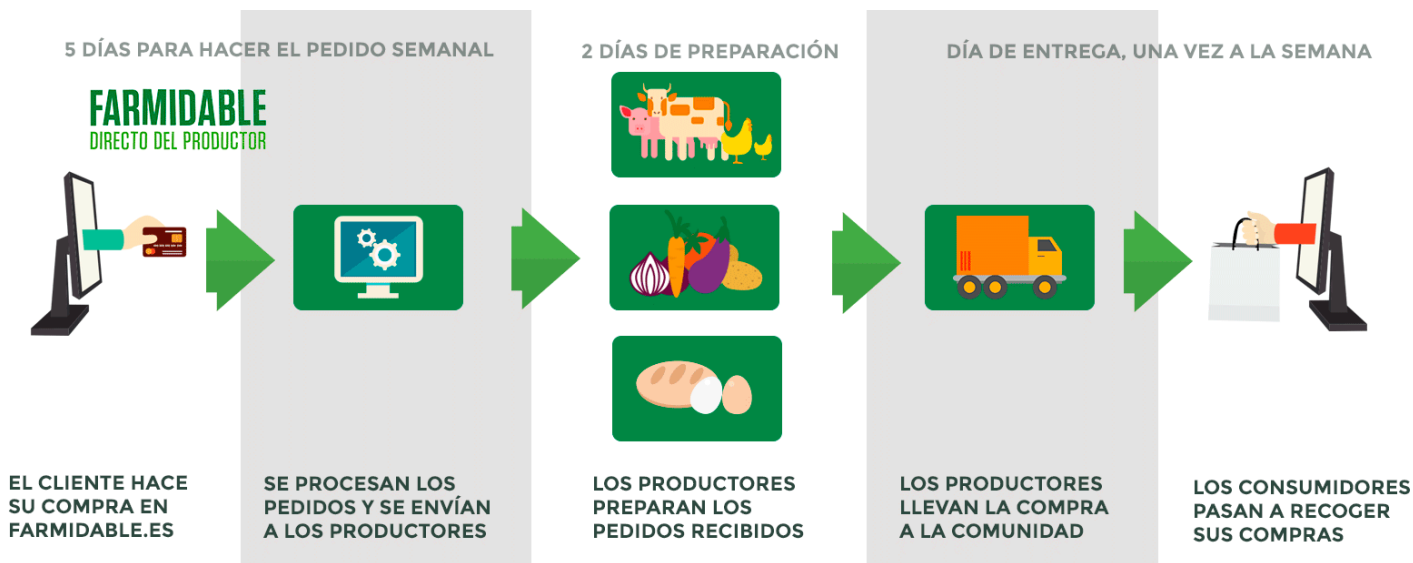 5 DÍAS PARA HACER EL PEDIDO SEMANAL
2 DÍAS DE PREPARACIÓN
DÍA DE ENTREGA, UNA VEZ A LA SEMANA
FARMIDABLE
DIRECTO DEL PRODUCTOR
EL CLIENTE HACE
SU COMPRA EN
FARMIDABLE.ES
SE PROCESAN LOS
PEDIDOS Y SE ENVÍAN
A LOS PRODUCTORES
LOS PRODUCTORES
PREPARAN LOS
PEDIDOS RECIBIDOS
LOS PRODUCTORES
LLEVAN LA COMPRA
A LA COMUNIDAD
LOS CONSUMIDORES
PASAN A RECOGER
SUS COMPRAS